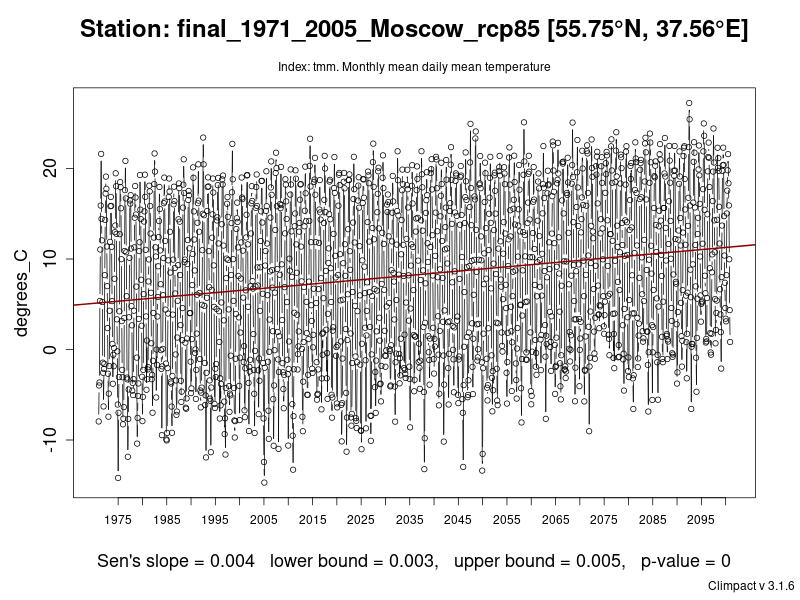 Station: final_1971_2005_Moscow_rcp85 [55.75°N, 37.56°E]
Index: tmm. Monthly mean daily mean temperature
degrees_C
20
10
0
-10
1975 1985 1995 2005 2015 2025 2035 2045 2055 2065 2075 2085 2095
Sen's slope = 0.004 lower bound = 0.003, upper bound = 0.005, p-value = 0
Climpact v 3.1.6